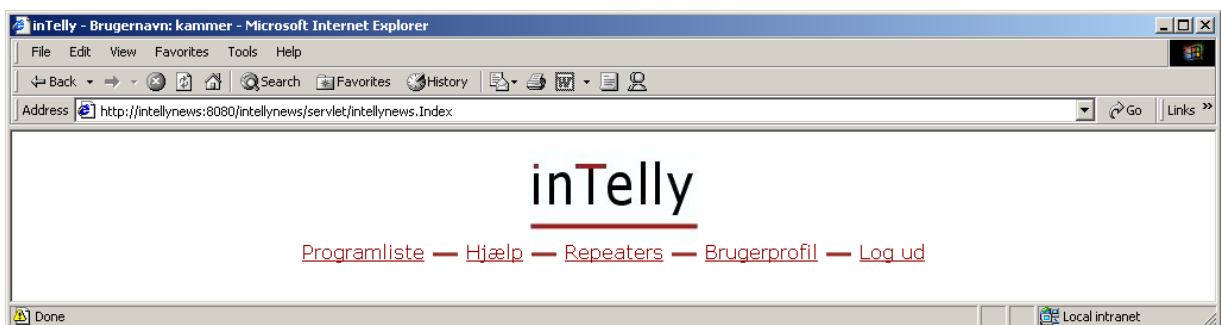 inTelly - Brugernavn: kammer - Microsoft Internet Explorer
File Edit View Favorites Tools Help
Back Search Favorites History
Address http://intellynews:8080/intellynews/servlet/intellynews.Index Go Links »
inTelly
Programliste — Hjælp — Repeaters — Brugerprofil — Log ud
Done Local intranet